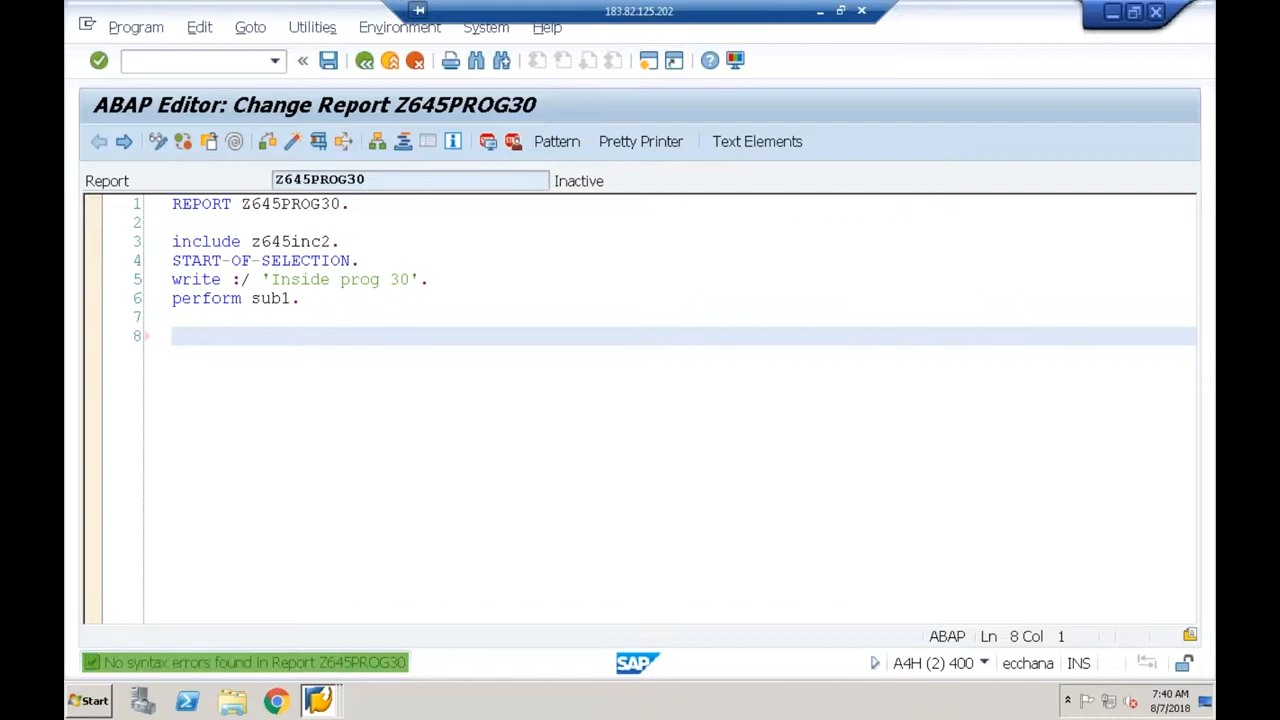 183.82.125.202
Program Edit Goto Utilities Environment System Help
ABAP Editor: Change Report Z645PROG30
Pattern Pretty Printer Text Elements
Report Z645PROG30 Inactive
1 REPORT Z645PROG30.
2
3 include z645inc2.
4 START-OF-SELECTION.
5 write :/ 'Inside prog 30'.
6 perform sub1.
7
8
ABAP Ln 8 Col 1
No syntax errors found in Report Z645PROG30 SAP A4H (2) 400 ecchana INS
Start 7:40 AM
8/7/2018